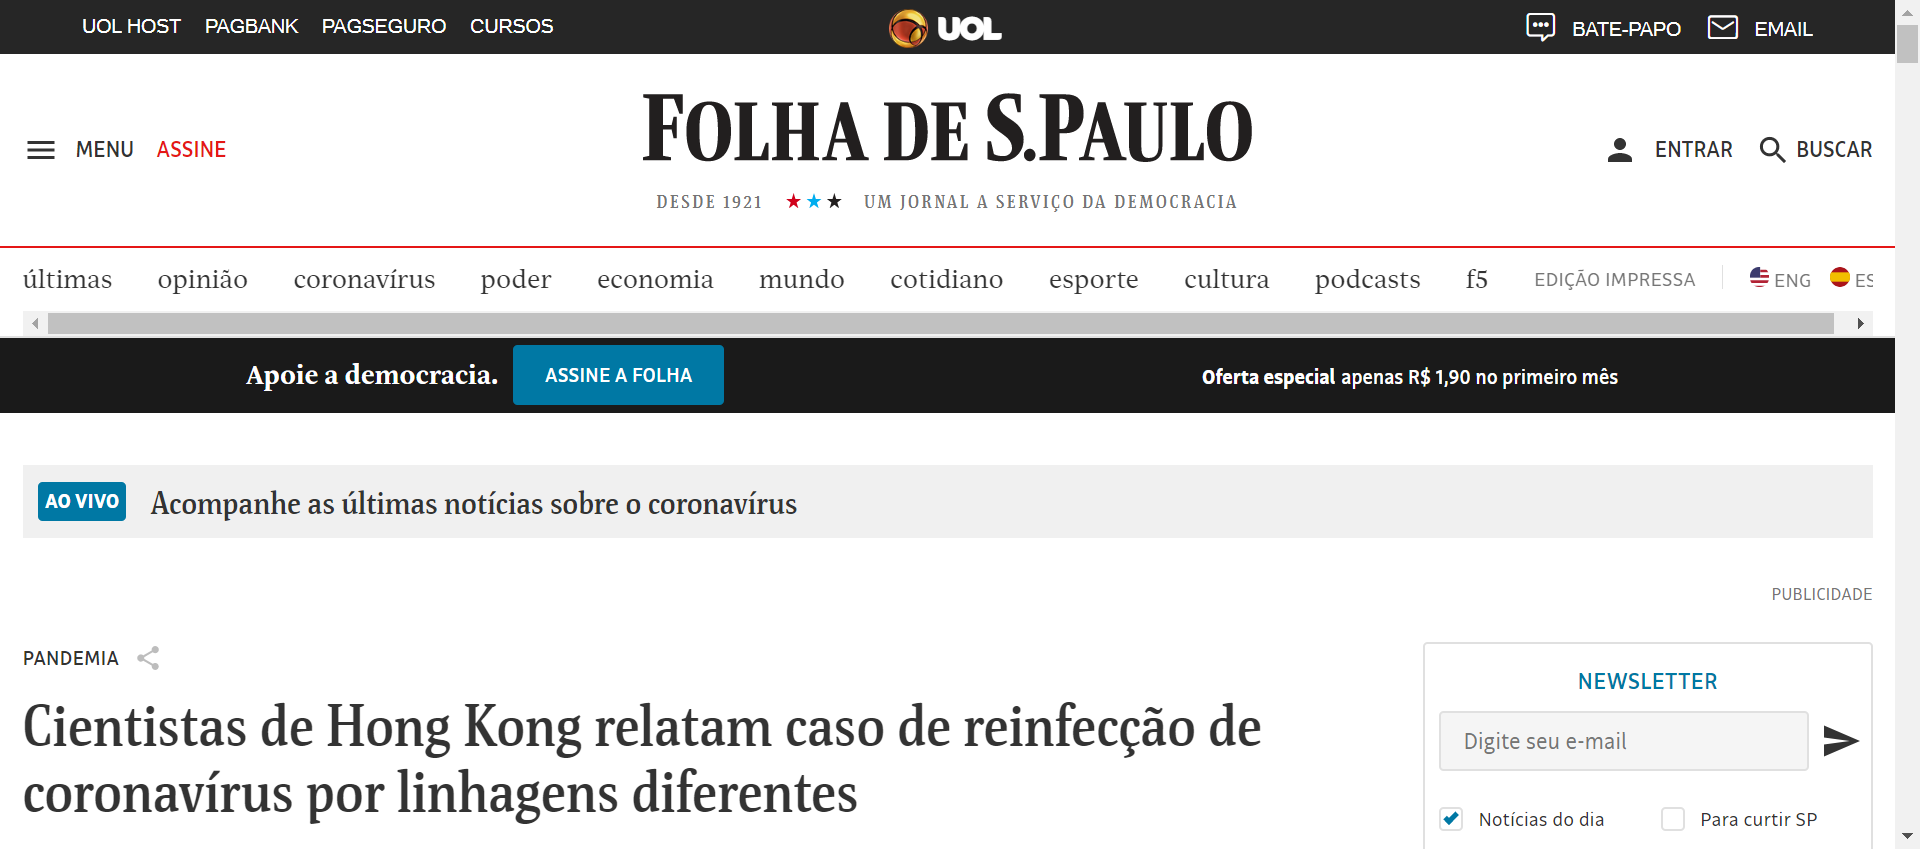 UOL HOST PAGBANK PAGSEGURO CURSOS UOL BATE-PAPO EMAIL
FOLHA DE S.PAULO
MENU ASSINE ENTRAR BUSCAR
DESDE 1921 ★★★ UM JORNAL A SERVIÇO DA DEMOCRACIA
últimas opinião coronavírus poder economia mundo cotidiano esporte cultura podcasts f5 EDIÇÃO IMPRESSA ENG ES
Apoie a democracia. ASSINE A FOLHA Oferta especial apenas R$ 1,90 no primeiro mês
AO VIVO Acompanhe as últimas notícias sobre o coronavírus
PUBLICIDADE
PANDEMIA
Cientistas de Hong Kong relatam caso de reinfecção de
coronavírus por linhagens diferentes
NEWSLETTER
Digite seu e-mail
Notícias do dia Para curtir SP